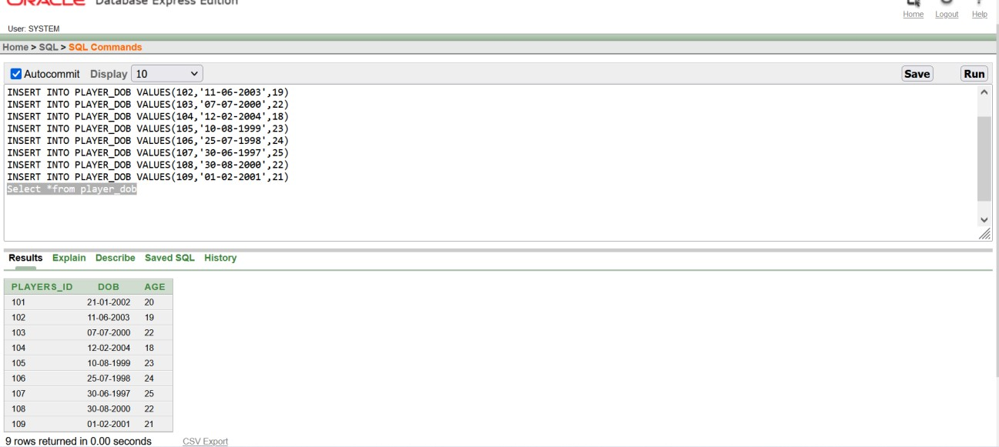 ORACLE Database Express Edition
Home Logout Help
User: SYSTEM
Home > SQL > SQL Commands
Autocommit Display 10 Save Run
INSERT INTO PLAYER_DOB VALUES(102,'11-06-2003',19)
INSERT INTO PLAYER_DOB VALUES(103,'07-07-2000',22)
INSERT INTO PLAYER_DOB VALUES(104,'12-02-2004',18)
INSERT INTO PLAYER_DOB VALUES(105,'10-08-1999',23)
INSERT INTO PLAYER_DOB VALUES(106,'25-07-1998',24)
INSERT INTO PLAYER_DOB VALUES(107,'30-06-1997',25)
INSERT INTO PLAYER_DOB VALUES(108,'30-08-2000',22)
INSERT INTO PLAYER_DOB VALUES(109,'01-02-2001',21)
Select *from player_dob
Results Explain Describe Saved SQL History
PLAYERS_ID DOB AGE
101 21-01-2002 20
102 11-06-2003 19
103 07-07-2000 22
104 12-02-2004 18
105 10-08-1999 23
106 25-07-1998 24
107 30-06-1997 25
108 30-08-2000 22
109 01-02-2001 21
9 rows returned in 0.00 seconds CSV Export